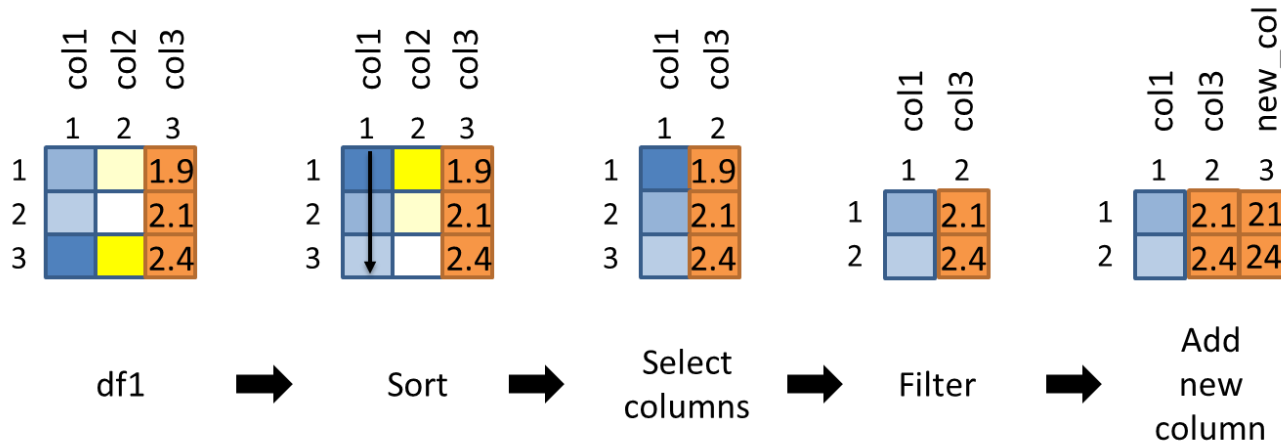 col1 col2 col3
1 2 3
1 1.9
2 2.1
3 2.4
df1
col1 col2 col3
1 2 3
1 1.9
2 2.1
3 2.4
Sort
col1 col3
1 2
1 1.9
2 2.1
3 2.4
Select
columns
col1 col3
1 2
1 2.1
2 2.4
Filter
col1 col3 new_col
1 2 3
1 2.1 21
2 2.4 24
Add
new
column